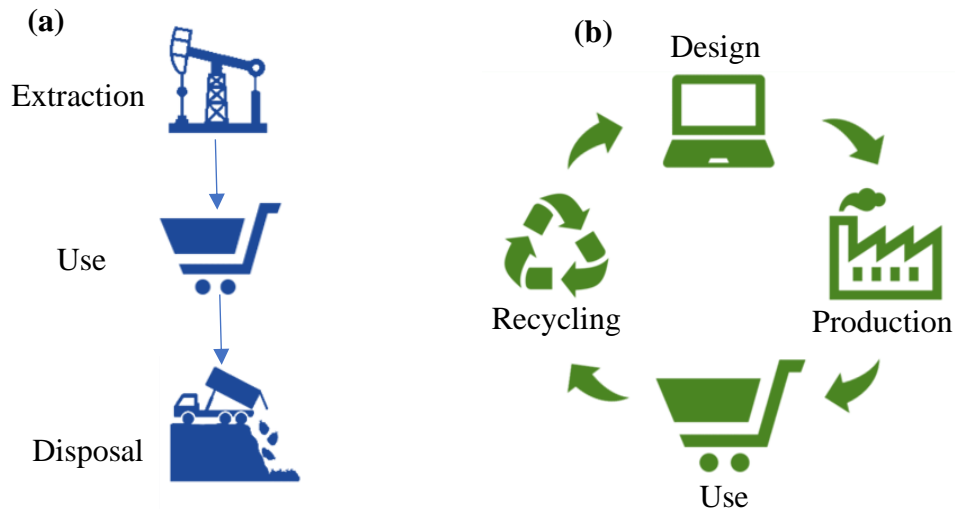 (a)
Extraction
Use
Disposal
(b)
Design
Production
Use
Recycling